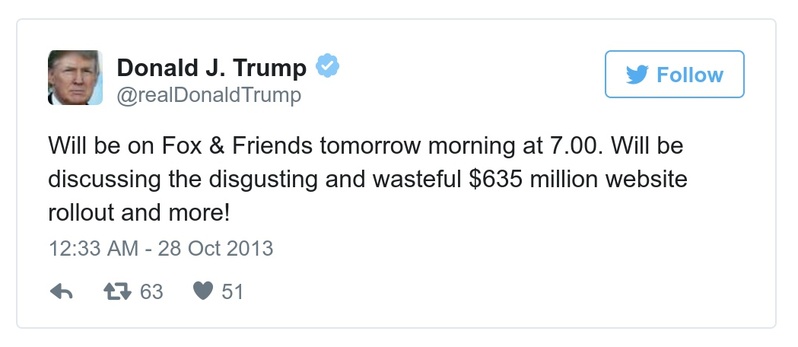 Donald J. Trump
@realDonaldTrump
Follow
Will be on Fox & Friends tomorrow morning at 7.00. Will be
discussing the disgusting and wasteful $635 million website
rollout and more!
12:33 AM - 28 Oct 2013
63 51